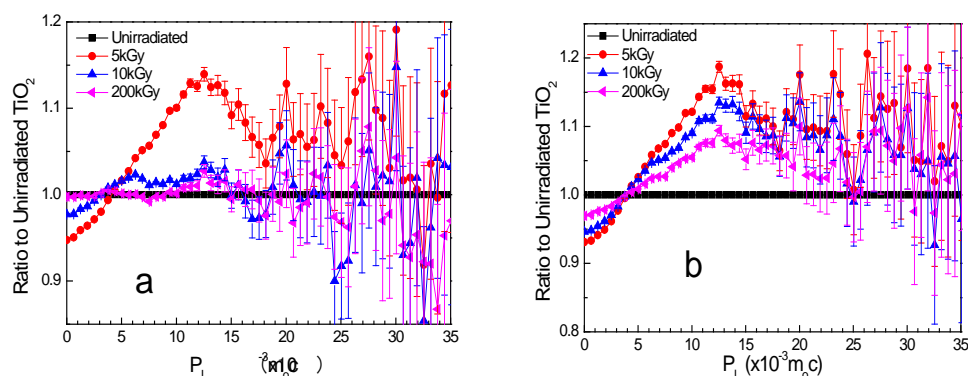 1.2
1.1
1.0
0.9
Ratio to Unirradiated TiO2
Unirradiated
5kGy
10kGy
200kGy
a
0 5 10 15 20 25 30 35
1.2
1.1
1.0
0.9
0.8
Ratio to Unirradiated TiO2
Unirradiated
5kGy
10kGy
200kGy
b
0 5 10 15 20 25 30 35
PL (x10-3m0c)